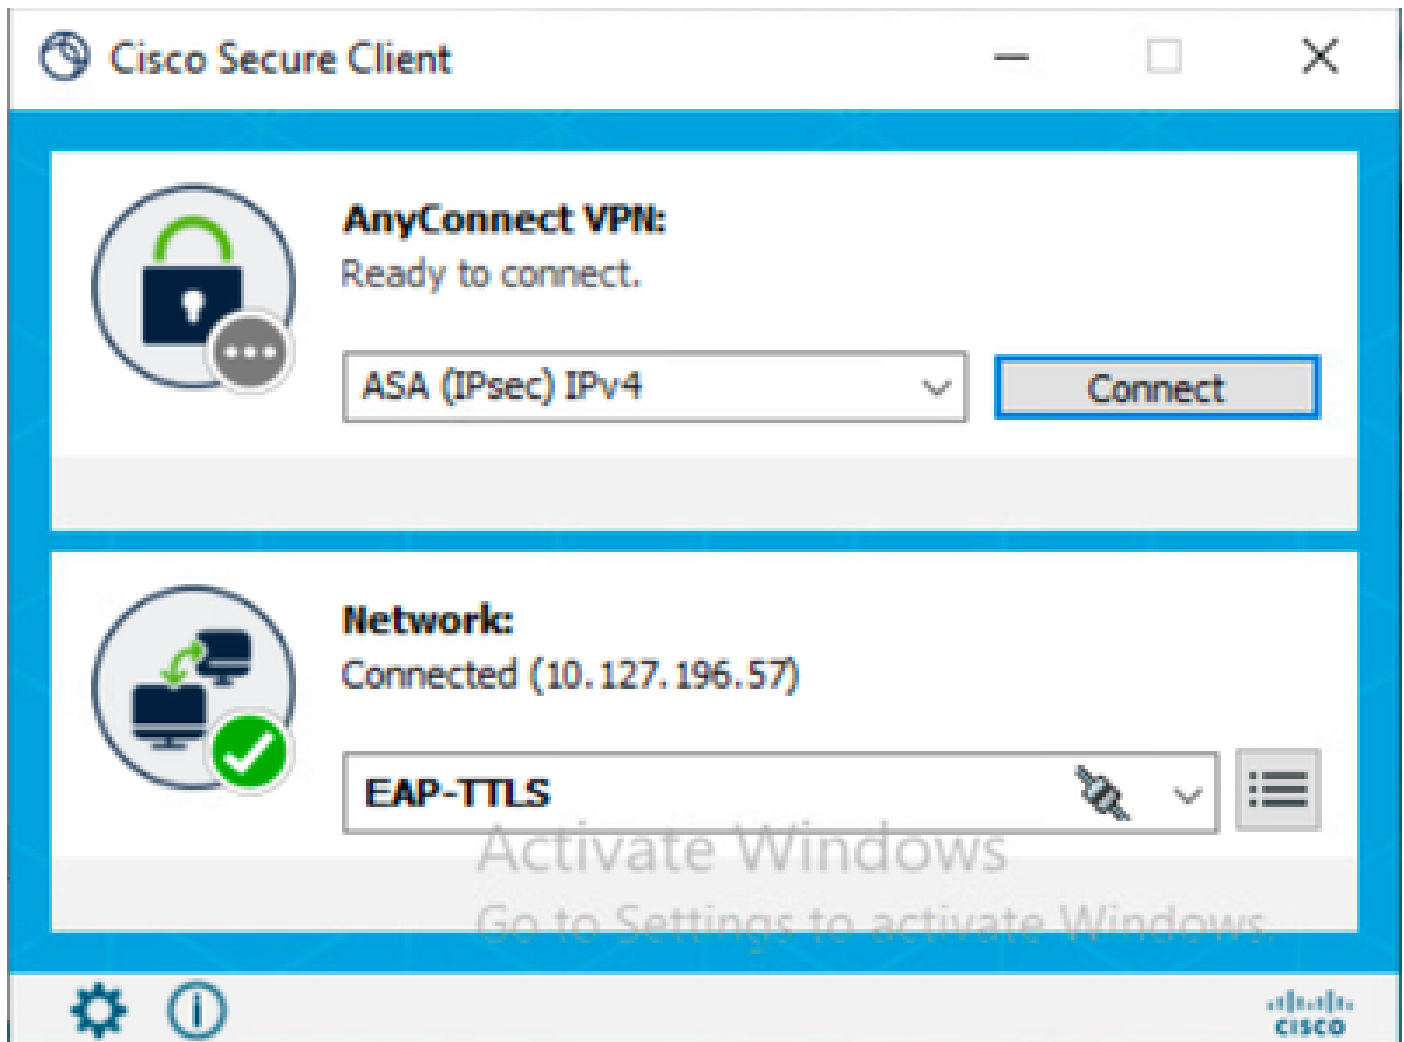 Cisco Secure Client
AnyConnect VPN:
Ready to connect.
ASA (IPsec) IPv4
Connect
Network:
Connected (10.127.196.57)
EAP-TTLS
Activate Windows
Go to Settings to activate Windows.
CISCO